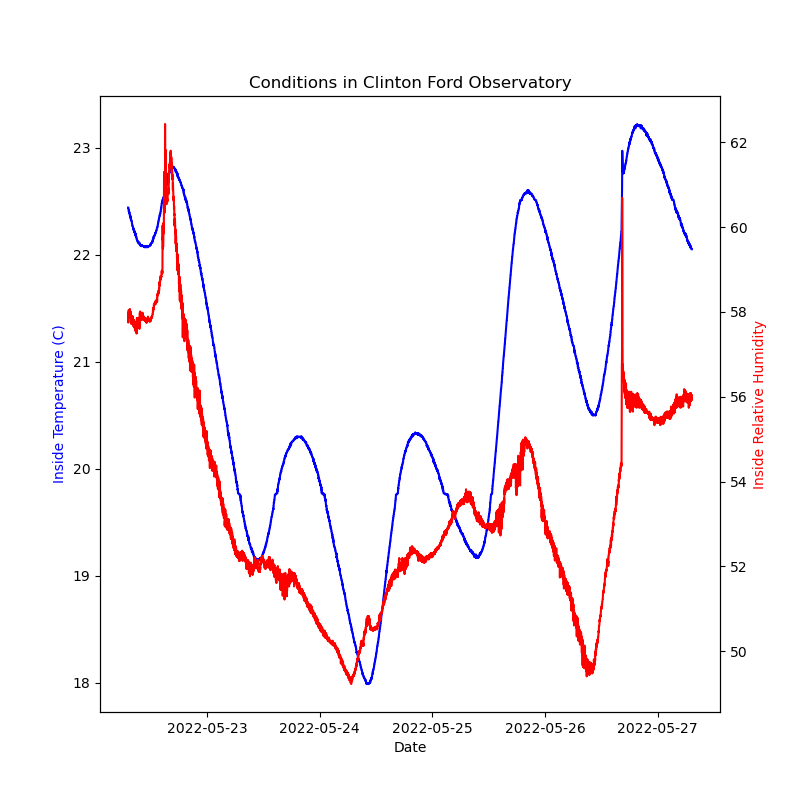 Conditions in Clinton Ford Observatory
Inside Temperature (C)
23
22
21
20
19
18
62
60
58
56
54
52
50
Inside Relative Humidity
2022-05-23 2022-05-24 2022-05-25 2022-05-26 2022-05-27
Date